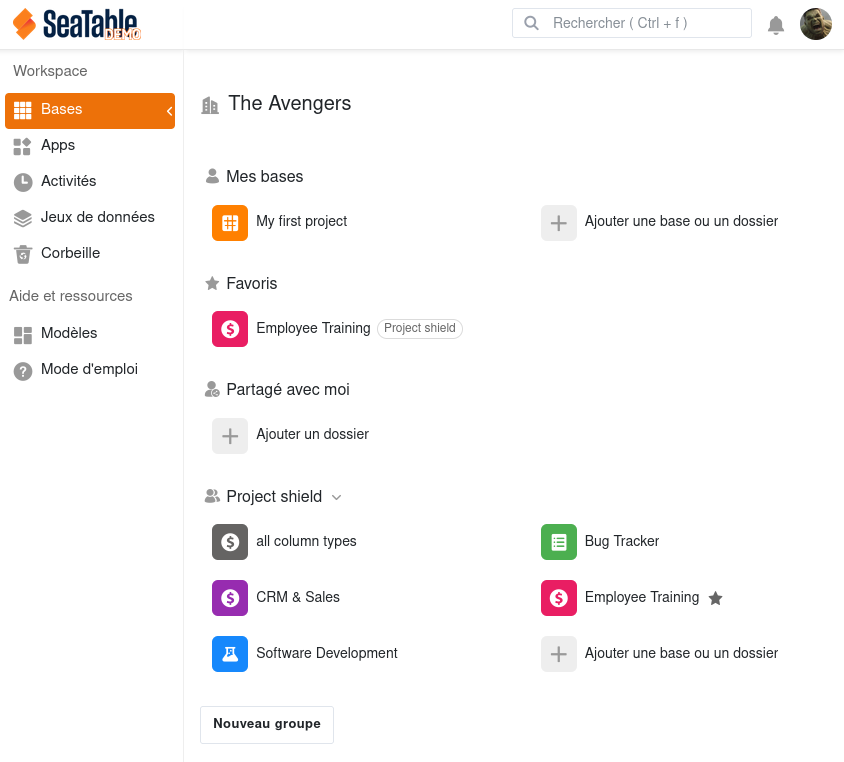 SeaTable
DEMO
Rechercher ( Ctrl + f )
Workspace
Bases
Apps
Activités
Jeux de données
Corbeille
Aide et ressources
Modèles
Mode d'emploi
The Avengers
Mes bases
My first project
Ajouter une base ou un dossier
Favoris
Employee Training Project shield
Partagé avec moi
Ajouter un dossier
Project shield
all column types
Bug Tracker
CRM & Sales
Employee Training
Software Development
Ajouter une base ou un dossier
Nouveau groupe